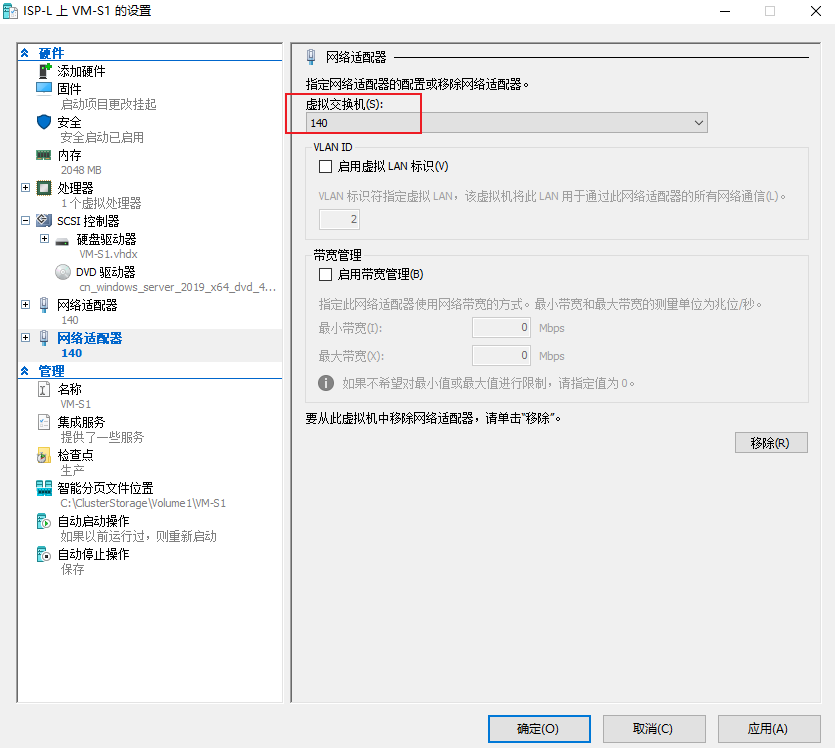 ISP-L 上 VM-S1 的设置
硬件
添加硬件
固件
启动项目更改挂起
安全
安全启动已启用
内存
2048 MB
处理器
1 个虚拟处理器
SCSI 控制器
硬盘驱动器
VM-S1.vhdx
DVD 驱动器
cn_windows_server_2019_x64_dvd_4...
网络适配器
140
网络适配器
140
管理
名称
VM-S1
集成服务
提供了一些服务
检查点
生产
智能分页文件位置
C:\ClusterStorage\Volume1\VM-S1
自动启动操作
如果以前运行过，则重新启动
自动停止操作
保存
网络适配器
指定网络适配器的配置或移除网络适配器。
虚拟交换机(S):
140
VLAN ID
启用虚拟 LAN 标识(V)
VLAN 标识符指定虚拟 LAN，该虚拟机将此 LAN 用于通过此网络适配器的所有网络通信(L)。
2
带宽管理
启用带宽管理(B)
指定此网络适配器使用网络带宽的方式。最小带宽和最大带宽的测量单位为兆位/秒。
最小带宽(I):
0 Mbps
最大带宽(X):
0 Mbps
如果不希望对最小值或最大值进行限制，请指定值为 0。
要从此虚拟机中移除网络适配器，请单击"移除"。
移除(R)
确定(O)
取消(C)
应用(A)